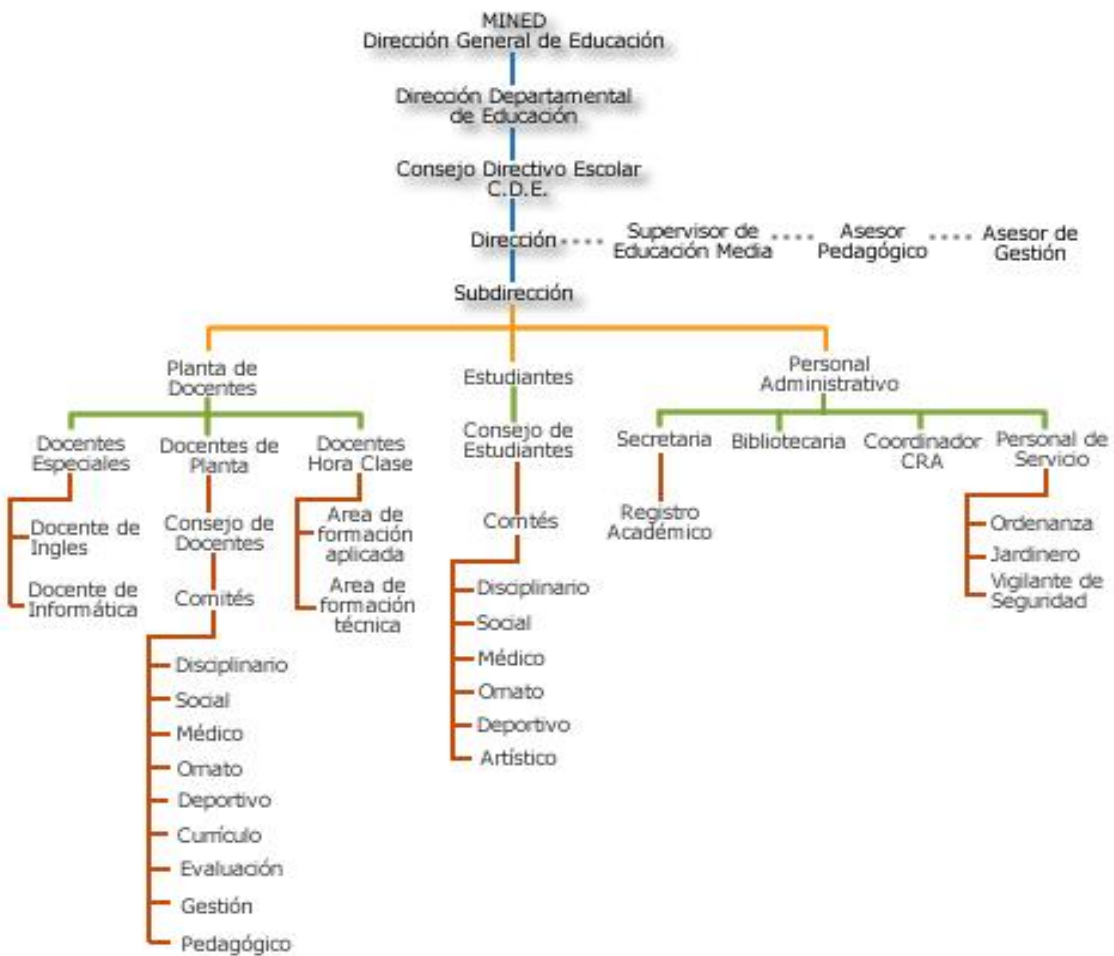 MINED
Dirección General de Educación
Dirección Departamental
de Educación
Consejo Directivo Escolar
C.D.E.
Dirección
Supervisor de
Educación Media
Asesor
Pedagógico
Asesor de
Gestión
Subdirección
Planta de
Docentes
Estudiantes
Personal
Administrativo
Docentes
Especiales
Docentes de
Planta
Docentes
Hora Clase
Consejo de
Estudiantes
Secretaria
Bibliotecaria
Coordinador
CRA
Personal de
Servicio
Docente de
Ingles
Docente de
Informática
Consejo de
Docentes
Comités
Disciplinario
Social
Médico
Ornato
Deportivo
Currículo
Evaluación
Gestión
Pedagógico
Area de
formación
aplicada
Area de
formación
técnica
Comtés
Disciplinario
Social
Médico
Ornato
Deportivo
Artístico
Registro
Académico
Ordenanza
Jardinero
Vigilante de
Seguridad